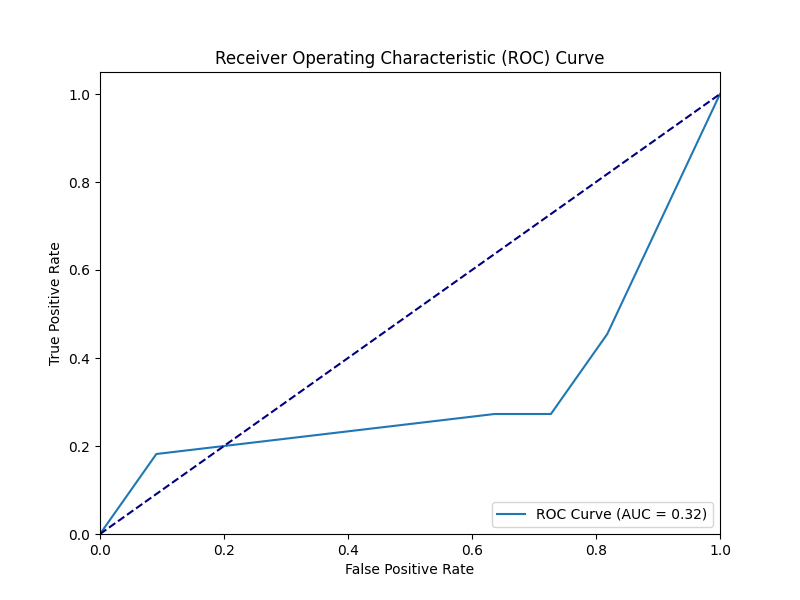 Receiver Operating Characteristic (ROC) Curve
1.0
0.8
0.6
0.4
0.2
0.0
True Positive Rate
ROC Curve (AUC = 0.32)
0.0 0.2 0.4 0.6 0.8 1.0
False Positive Rate